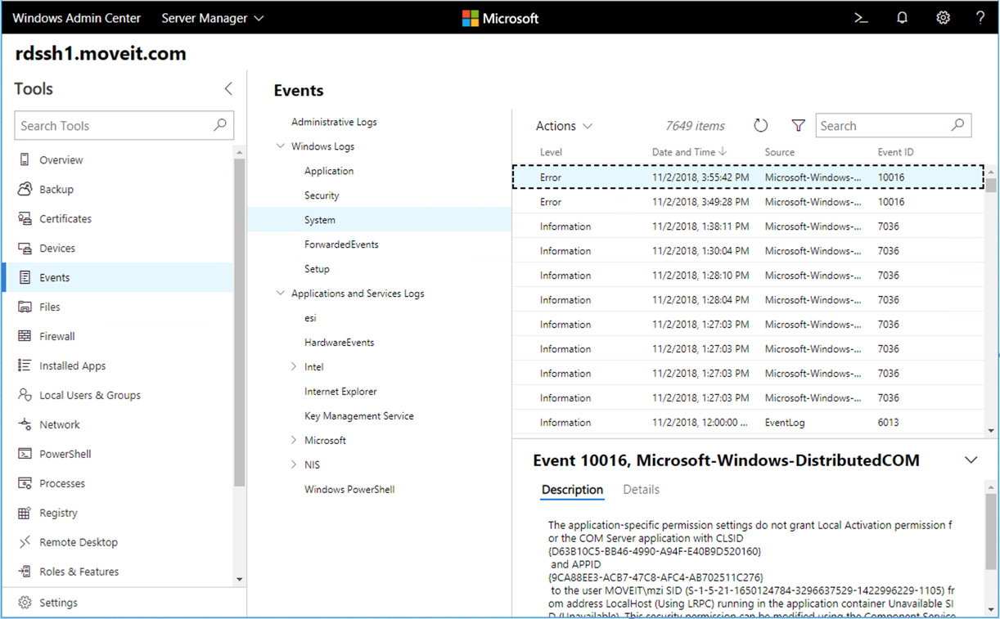 Windows Admin Center Server Manager Microsoft
rdssh1.moveit.com
Tools
Search Tools
Overview
Backup
Certificates
Devices
Events
Files
Firewall
Installed Apps
Local Users & Groups
Network
PowerShell
Processes
Registry
Remote Desktop
Roles & Features
Settings
Events
Administrative Logs
Windows Logs
Application
Security
System
ForwardedEvents
Setup
Applications and Services Logs
esi
HardwareEvents
Intel
Internet Explorer
Key Management Service
Microsoft
NIS
Windows PowerShell
Actions 7649 items Search
Level Date and Time Source Event ID
Error 11/2/2018, 3:55:42 PM Microsoft-Windows-... 10016
Error 11/2/2018, 3:49:28 PM Microsoft-Windows-... 10016
Information 11/2/2018, 1:38:11 PM Microsoft-Windows-... 7036
Information 11/2/2018, 1:30:04 PM Microsoft-Windows-... 7036
Information 11/2/2018, 1:28:10 PM Microsoft-Windows-... 7036
Information 11/2/2018, 1:28:04 PM Microsoft-Windows-... 7036
Information 11/2/2018, 1:27:03 PM Microsoft-Windows-... 7036
Information 11/2/2018, 1:27:03 PM Microsoft-Windows-... 7036
Information 11/2/2018, 1:27:03 PM Microsoft-Windows-... 7036
Information 11/2/2018, 1:27:03 PM Microsoft-Windows-... 7036
Information 11/2/2018, 12:00:00 ... EventLog 6013
Event 10016, Microsoft-Windows-DistributedCOM
Description Details
The application-specific permission settings do not grant Local Activation permission f
or the COM Server application with CLSID
{D63B10C5-BB46-4990-A94F-E40B9D520160}
and APPID
{9CA88EE3-ACB7-47C8-AFC4-AB702511C276}
to the user MOVEIT\mzi SID (S-1-5-21-1650124784-3296637529-1422996229-1105) fr
om address LocalHost (Using LRPC) running in the application container Unavailable SI
D (Unavailable). This security permission can be modified using the Component Service